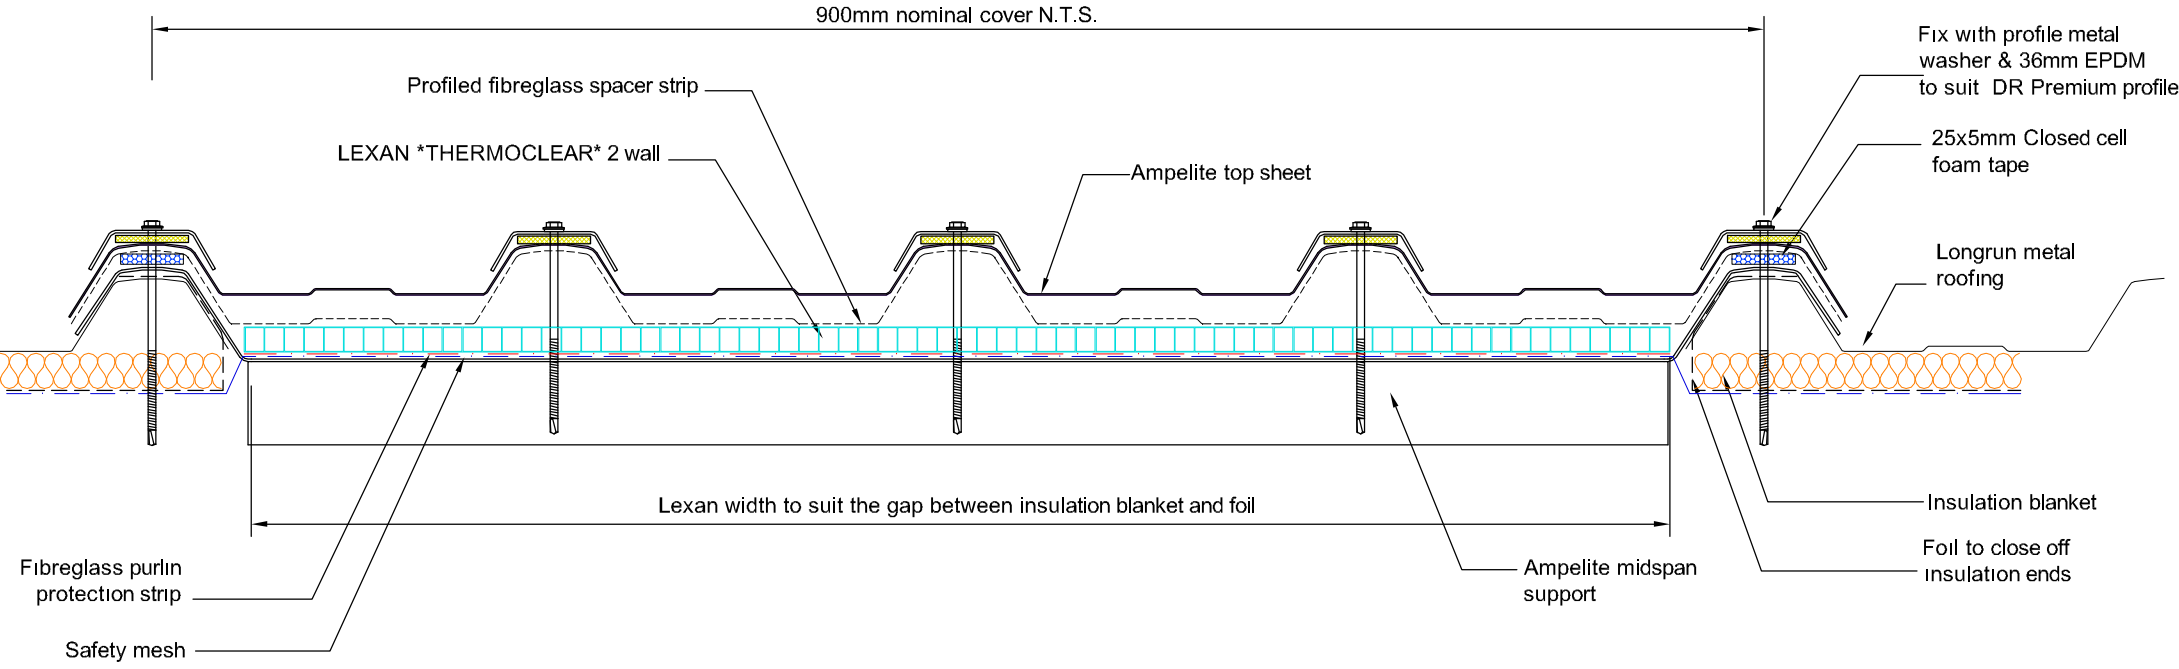 900mm nominal cover N.T.S.
Fix with profile metal
washer & 36mm EPDM
to suit DR Premium profile
Profiled fibreglass spacer strip
25x5mm Closed cell
foam tape
LEXAN *THERMOCLEAR* 2 wall
Ampelite top sheet
Longrun metal
roofing
Lexan width to suit the gap between insulation blanket and foil
Insulation blanket
Foil to close off
insulation ends
Fibreglass purlin
protection strip
Ampelite midspan
support
Safety mesh